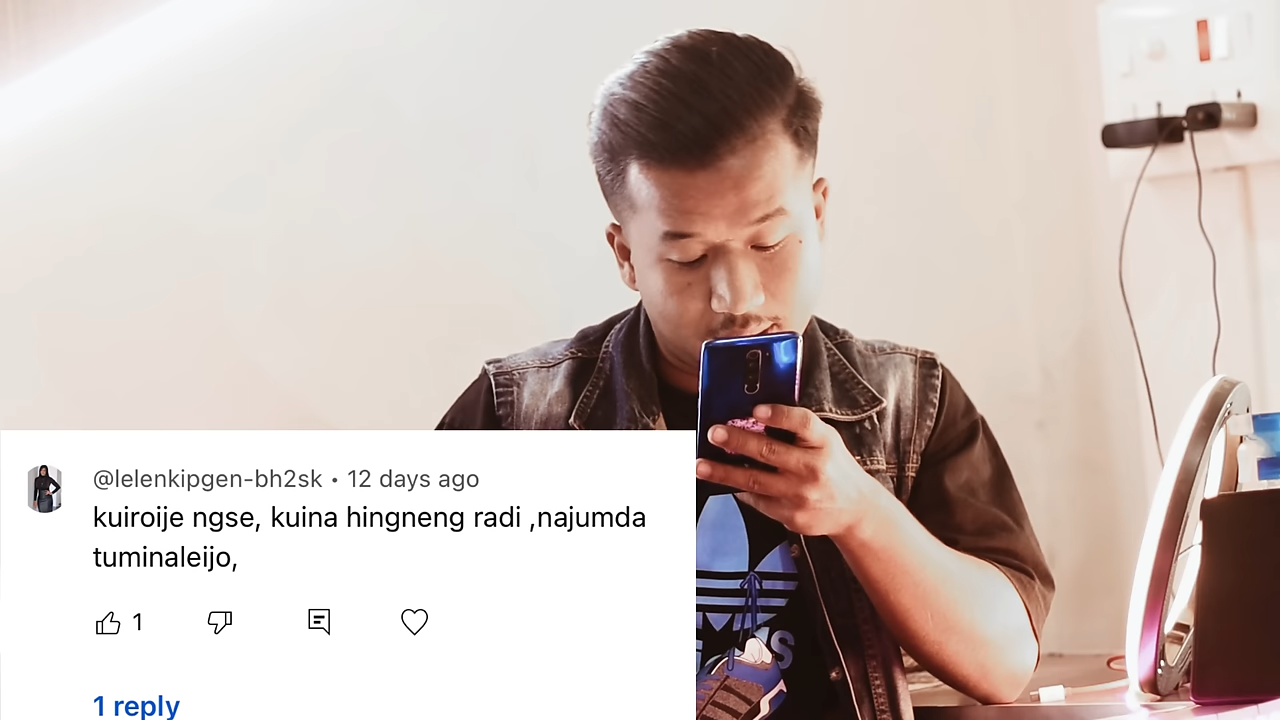 @lelenkipgen-bh2sk • 12 days ago
kuiroije ngse, kuina hingneng radi ,najumda
tuminaleijo,
1
1 reply